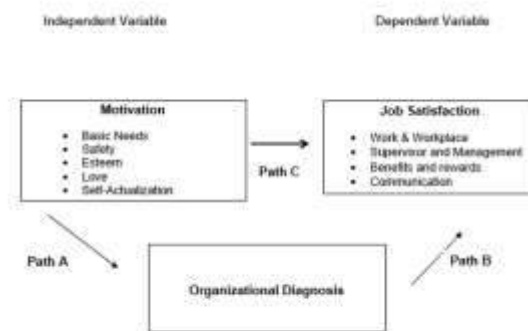 Independent Variable
Dependent Variable
Motivation
• Basic Needs
• Safety
• Esteem
• Love
• Self-Actualization
Path C
Job Satisfaction
• Work & Workplace
• Supervisor and Management
• Benefits and rewards
• Communication
Path A
Organizational Diagnosis
Path B